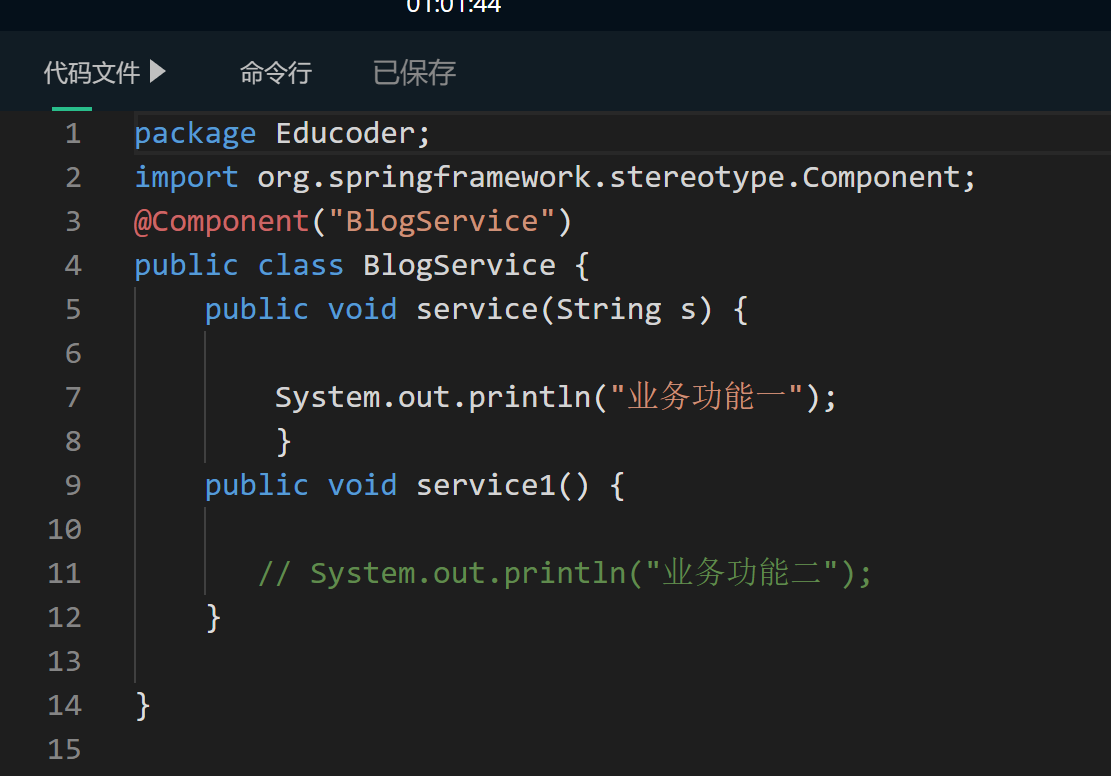 01:01:44
代码文件 命令行 已保存
1 package Educoder;
2 import org.springframework.stereotype.Component;
3 @Component("BlogService")
4 public class BlogService {
5 public void service(String s) {
6
7 System.out.println("业务功能一");
8 }
9 public void service1() {
10
11 // System.out.println("业务功能二");
12 }
13
14 }
15